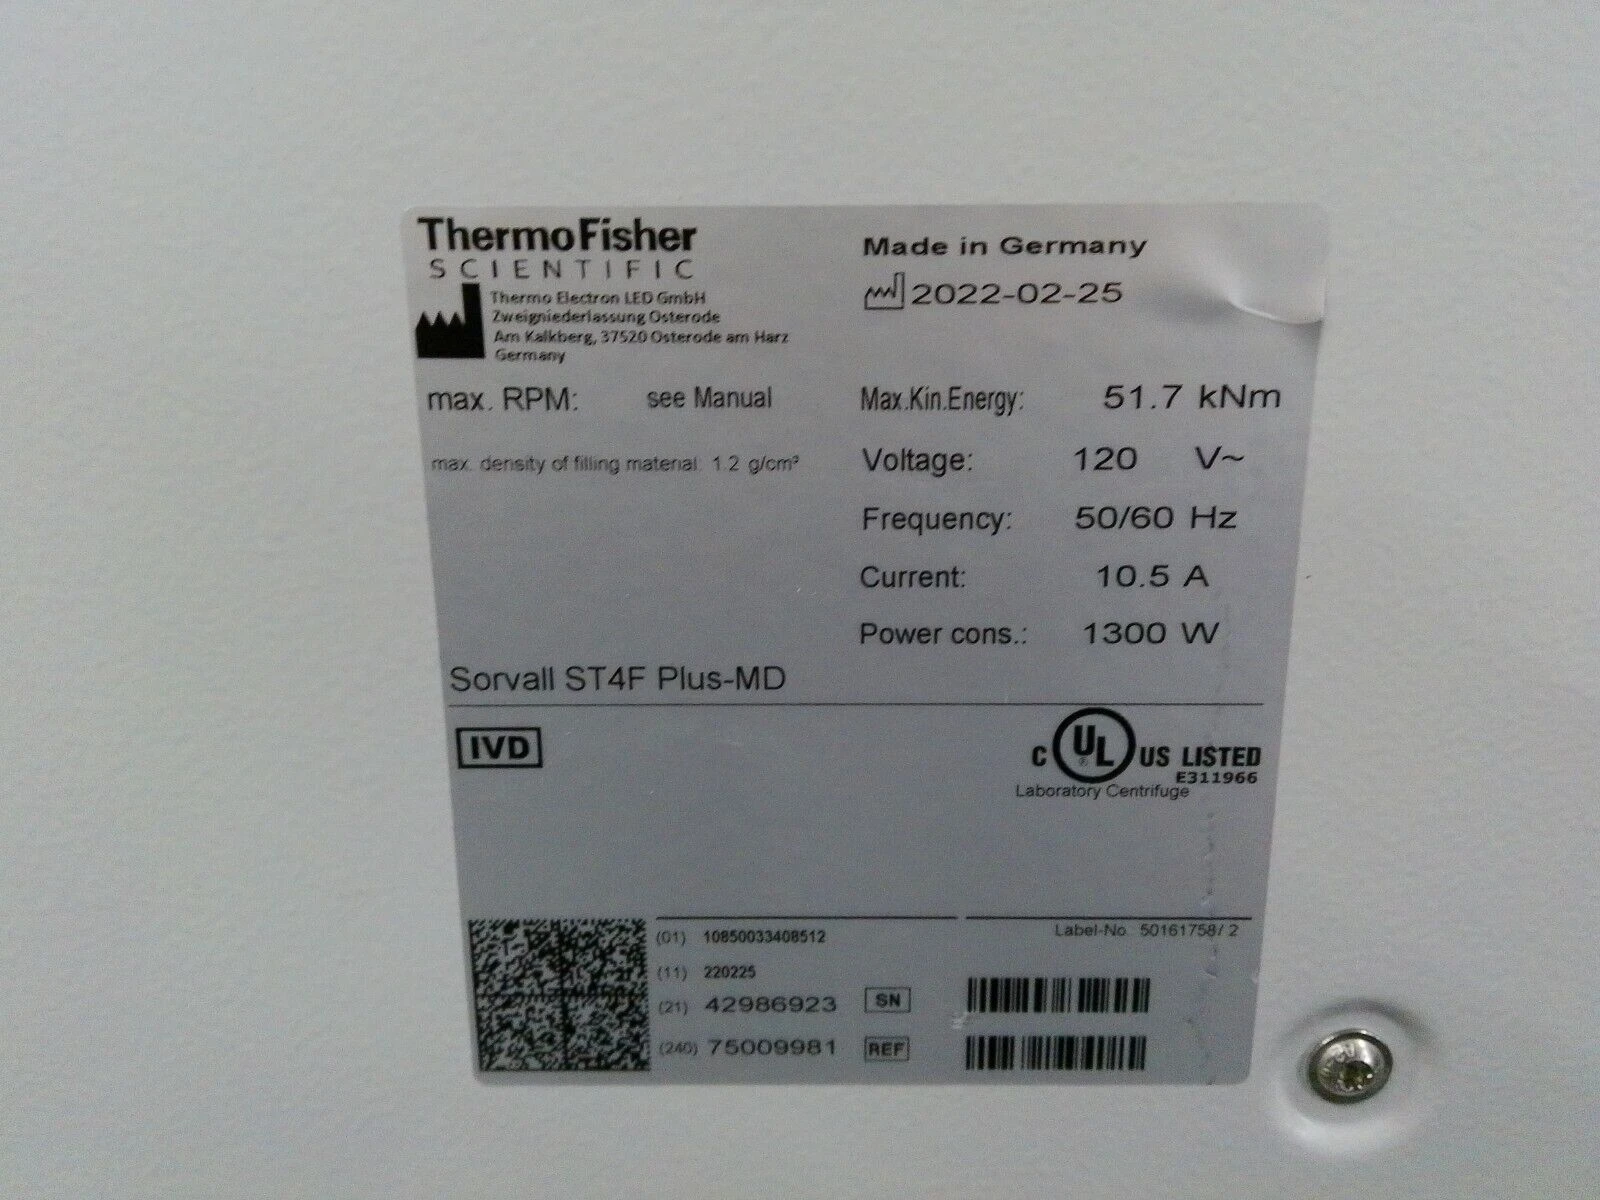 ThermoFisher
SCIENTIFIC
Thermo Electron LED GmbH
Zweigniederlassung Osterode
Am Kalkberg, 37520 Osterode am Harz
Germany
Made in Germany
2022-02-25
max. RPM: see Manual
max. density of filling material: 1.2 g/cm³
Max.Kin.Energy: 51.7 kNm
Voltage: 120 V~
Frequency: 50/60 Hz
Current: 10.5 A
Power cons.: 1300 W
Sorvall ST4F Plus-MD
IVD
C UL® US LISTED
E311966
Laboratory Centrifuge
Label-No. 50161758/ 2
(01) 10850033408512
(11) 220225
(21) 42986923 SN
(240) 75009981 REF